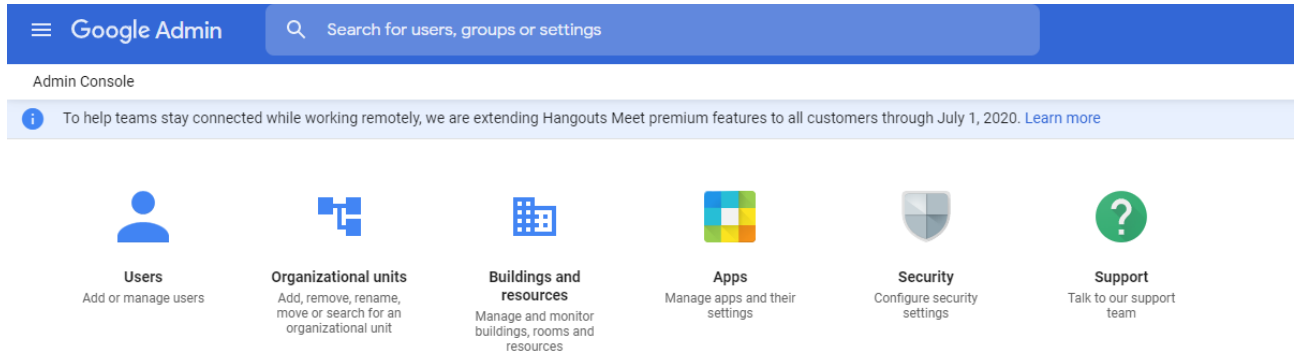 Google Admin
Search for users, groups or settings
Admin Console
To help teams stay connected while working remotely, we are extending Hangouts Meet premium features to all customers through July 1, 2020. Learn more
Users
Add or manage users
Organizational units
Add, remove, rename,
move or search for an
organizational unit
Buildings and
resources
Manage and monitor
buildings, rooms and
resources
Apps
Manage apps and their
settings
Security
Configure security
settings
Support
Talk to our support
team